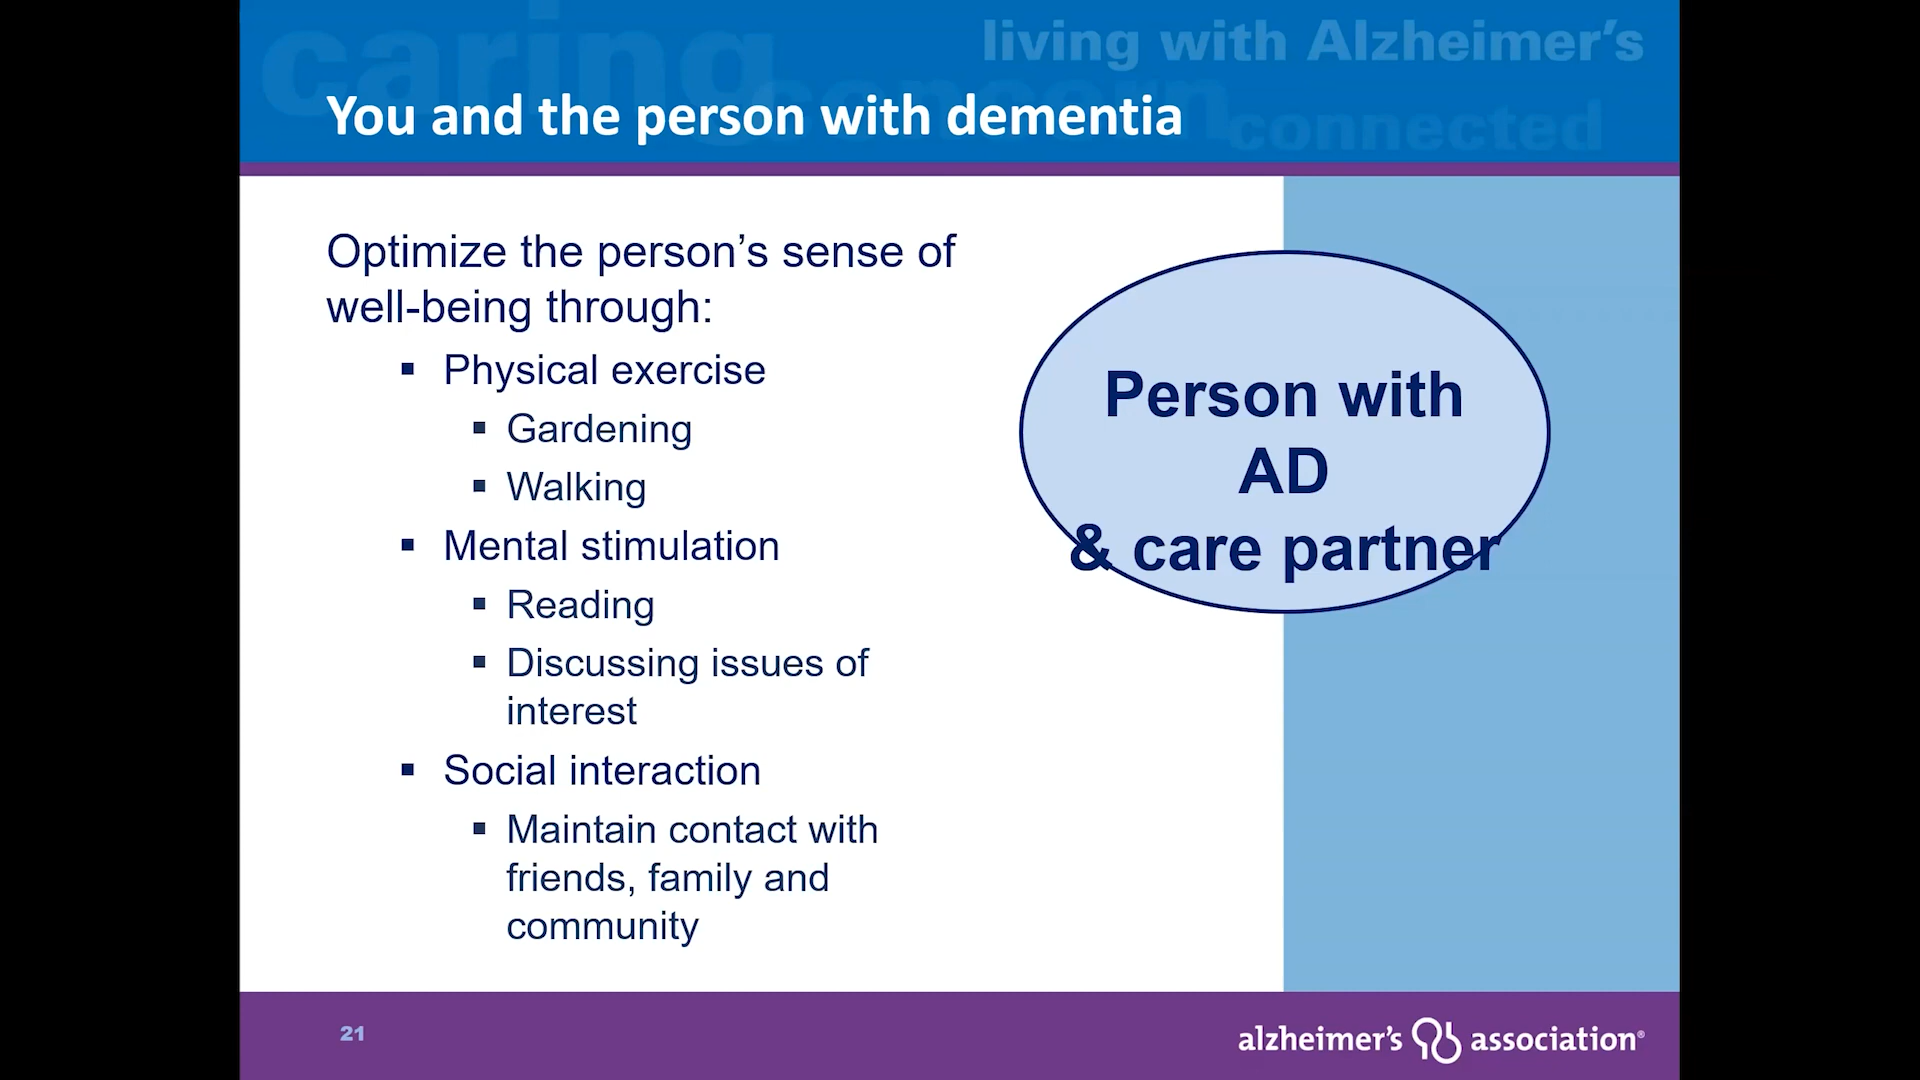 caring
living with Alzheimer's
concern
connected
You and the person with dementia
Optimize the person's sense of
well-being through:
▪ Physical exercise
▪ Gardening
▪ Walking
▪ Mental stimulation
▪ Reading
▪ Discussing issues of
interest
▪ Social interaction
▪ Maintain contact with
friends, family and
community
Person with
AD
& care partner
21
alzheimer's association®